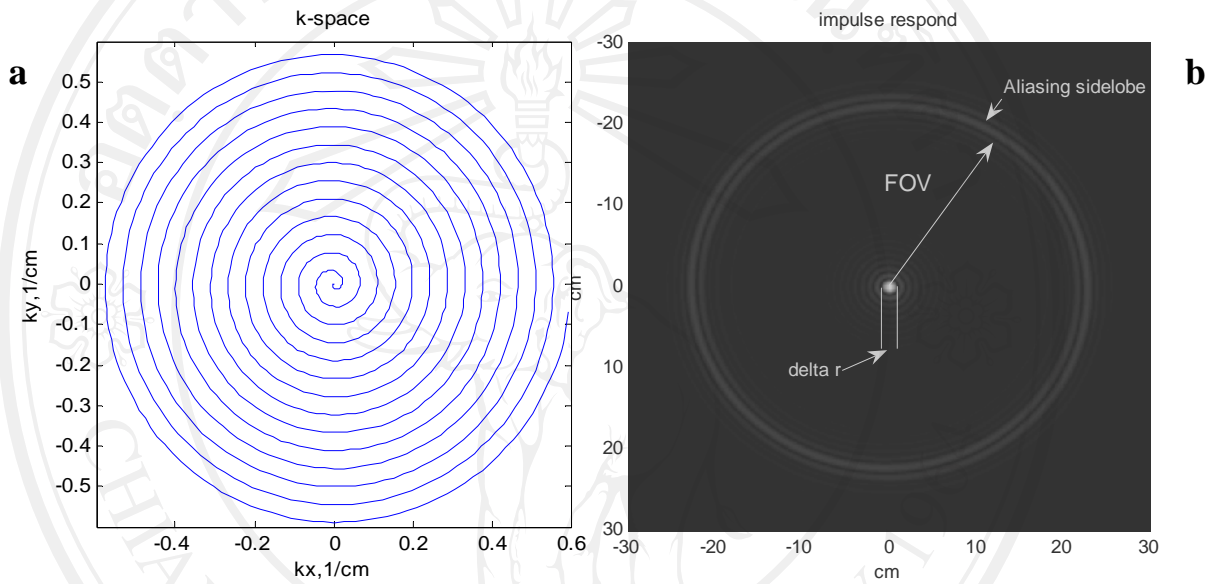 k-space
a
0.5
0.4
0.3
0.2
0.1
0
-0.1
-0.2
-0.3
-0.4
-0.5
ky,1/cm
-0.4
-0.2
0
0.2
0.4
0.6
kx,1/cm
impulse respond
b
-30
-20
-10
0
10
20
30
cm
Aliasing sidelobe
FOV
delta r
-30
-20
-10
0
10
20
30
cm